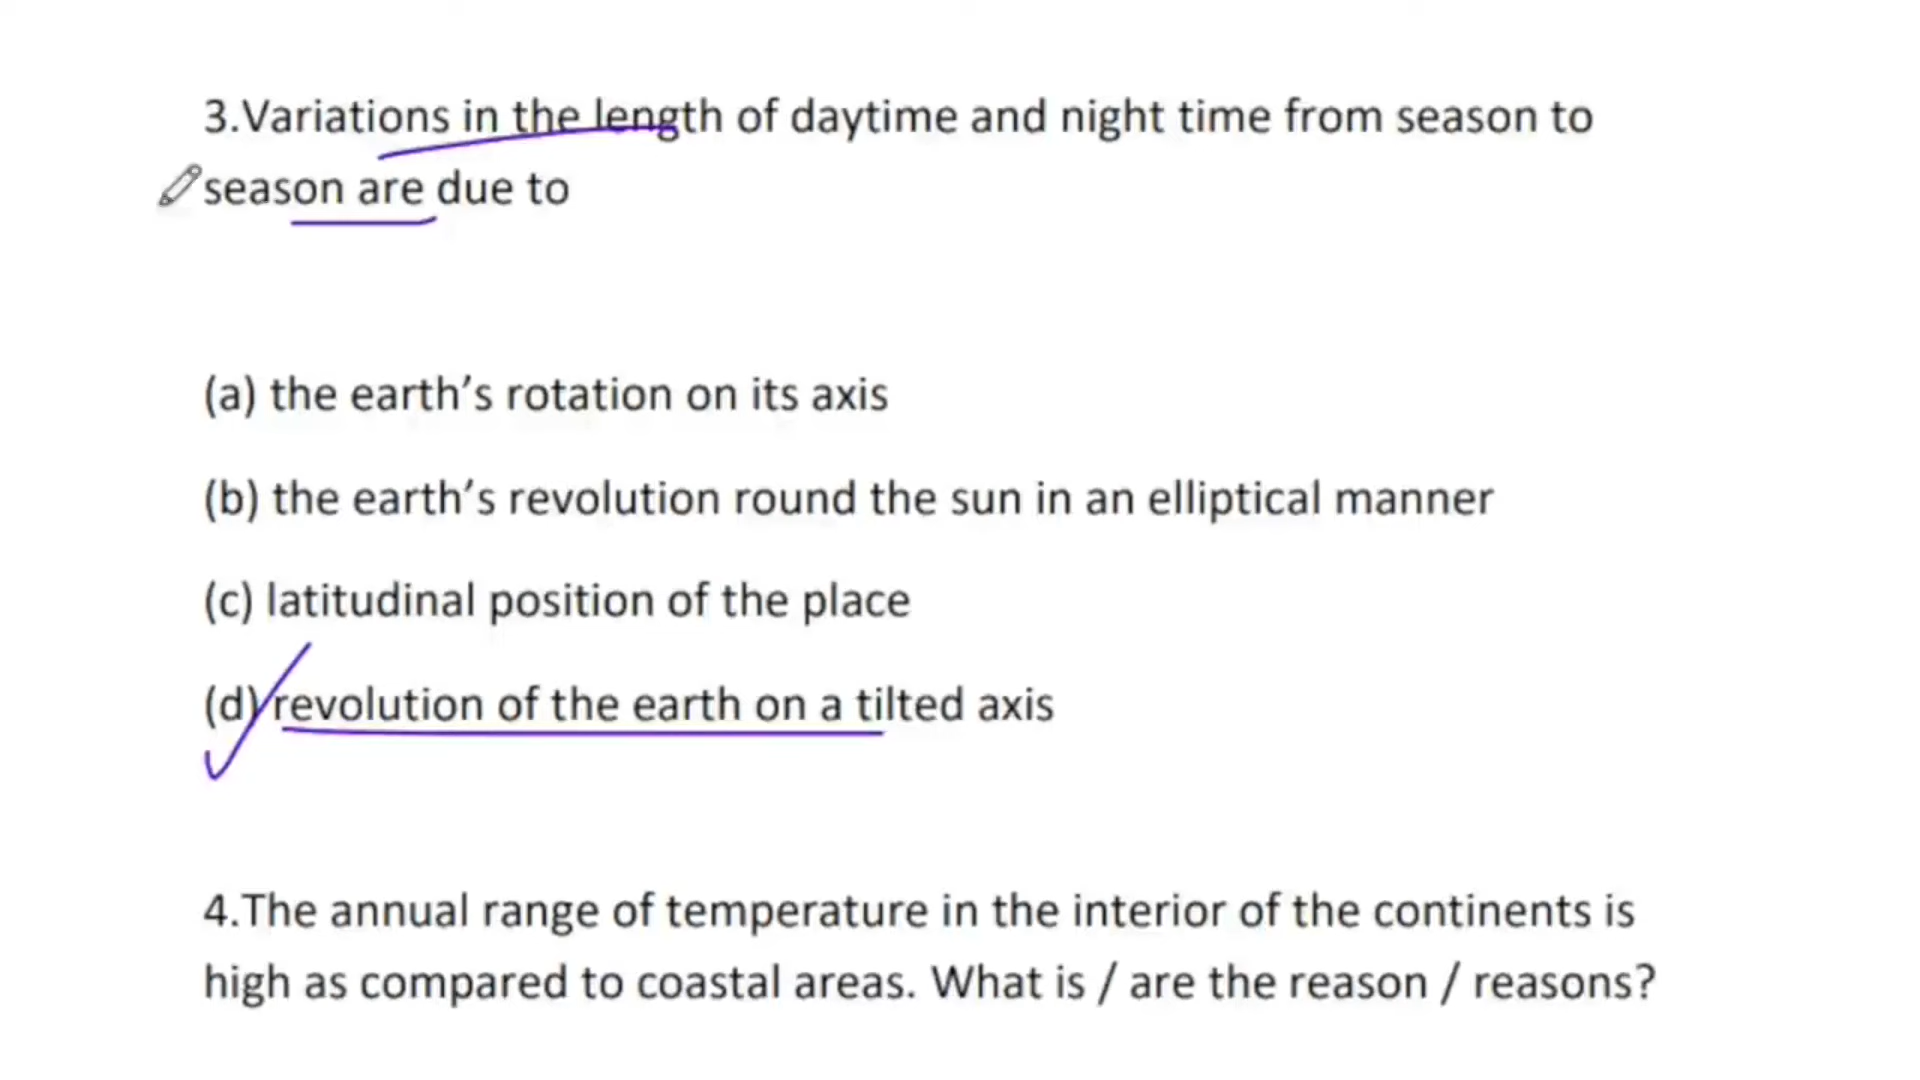 3.Variations in the length of daytime and night time from season to
season are due to
(a) the earth’s rotation on its axis
(b) the earth’s revolution round the sun in an elliptical manner
(c) latitudinal position of the place
(d) revolution of the earth on a tilted axis
4.The annual range of temperature in the interior of the continents is
high as compared to coastal areas. What is / are the reason / reasons?